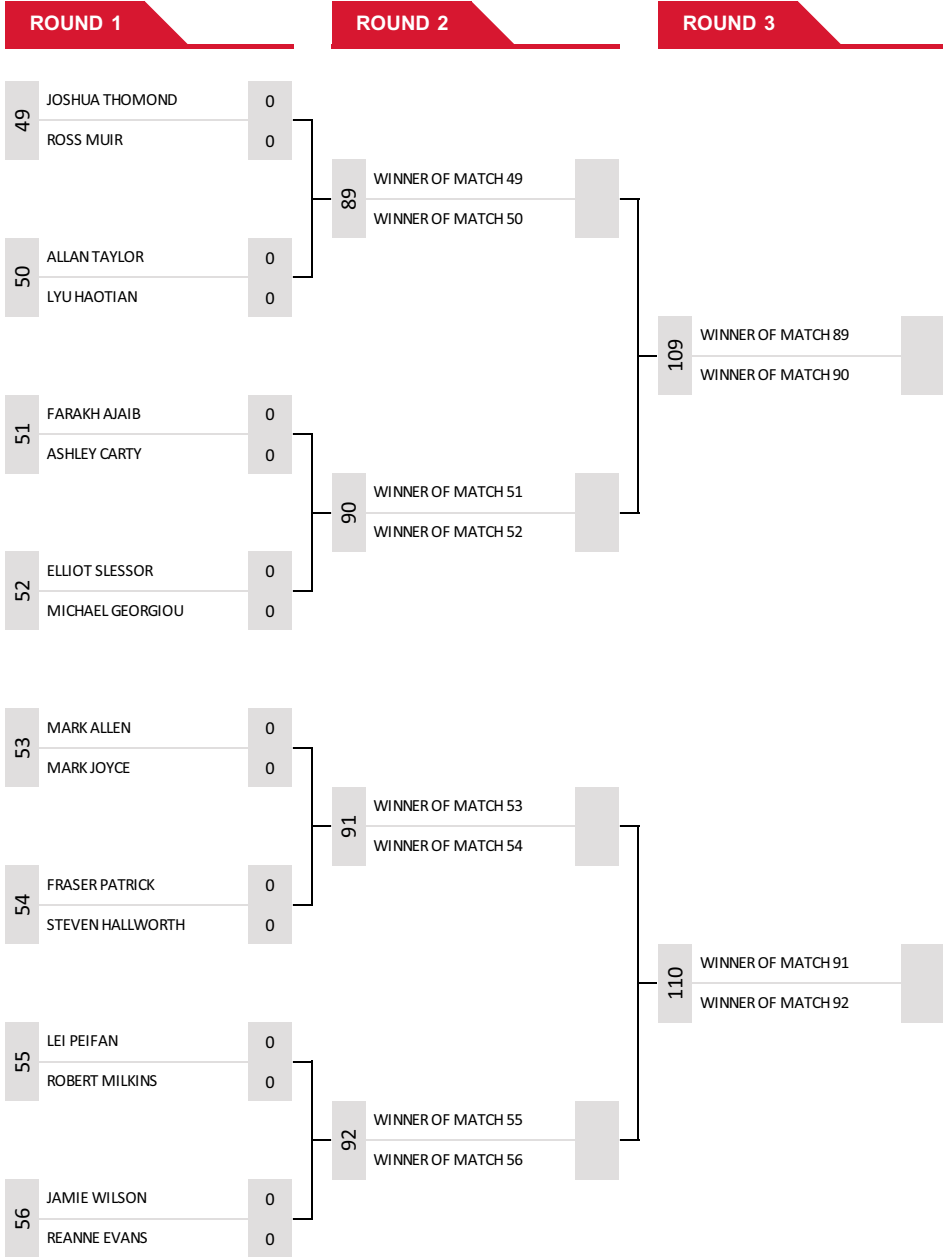 ROUND 1
ROUND 2
ROUND 3
49
JOSHUA THOMOND 0
ROSS MUIR 0
89
WINNER OF MATCH 49
WINNER OF MATCH 50
50
ALLAN TAYLOR 0
LYU HAOTIAN 0
109
WINNER OF MATCH 89
WINNER OF MATCH 90
51
FARAKH AJAIB 0
ASHLEY CARTY 0
90
WINNER OF MATCH 51
WINNER OF MATCH 52
52
ELLIOT SLESSOR 0
MICHAEL GEORGIOU 0
53
MARK ALLEN 0
MARK JOYCE 0
91
WINNER OF MATCH 53
WINNER OF MATCH 54
54
FRASER PATRICK 0
STEVEN HALLWORTH 0
110
WINNER OF MATCH 91
WINNER OF MATCH 92
55
LEI PEIFAN 0
ROBERT MILKINS 0
92
WINNER OF MATCH 55
WINNER OF MATCH 56
56
JAMIE WILSON 0
REANNE EVANS 0